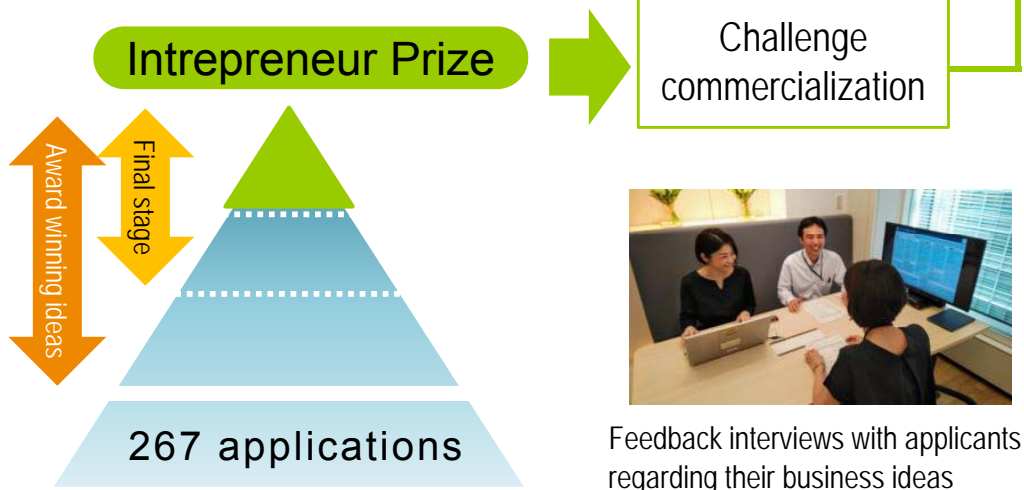 Intrepreneur Prize
Challenge
commercialization
Final stage
Award winning ideas
267 applications
Feedback interviews with applicants
regarding their business ideas